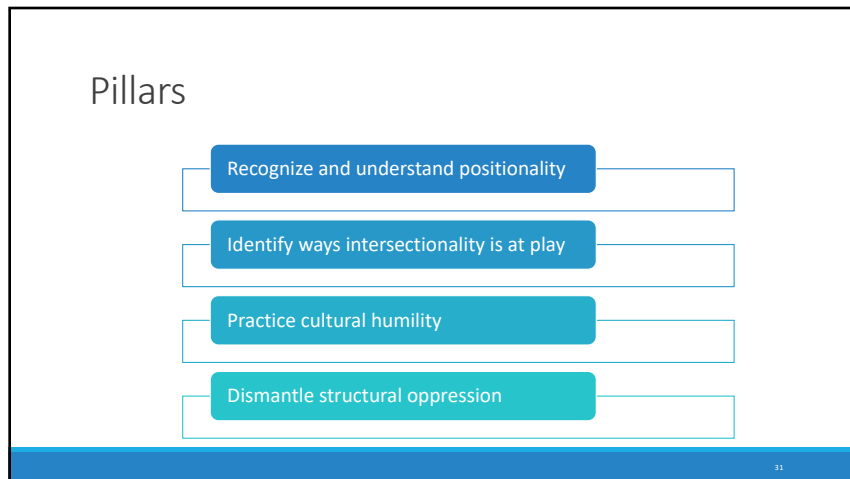 Pillars
Recognize and understand positionality
Identify ways intersectionality is at play
Practice cultural humility
Dismantle structural oppression
31